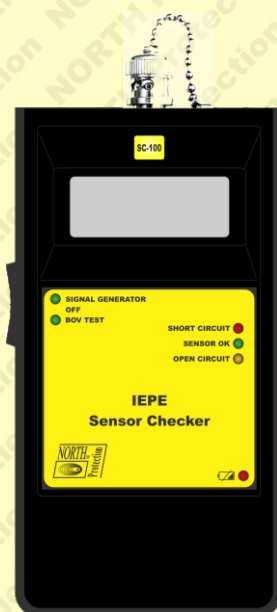 SC-100
SIGNAL GENERATOR
OFF
BOV TEST
SHORT CIRCUIT
SENSOR OK
OPEN CIRCUIT
IEPE
Sensor Checker
NORTH®
Protection